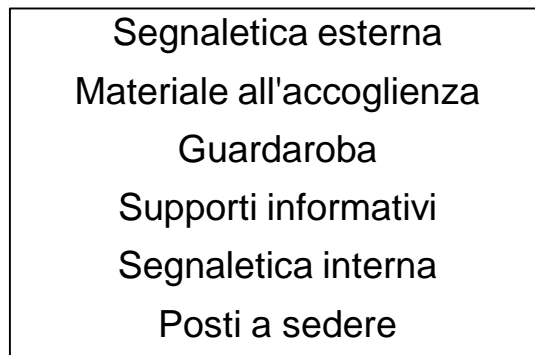 Segnaletica esterna
Materiale all'accoglienza
Guardaroba
Supporti informativi
Segnaletica interna
Posti a sedere